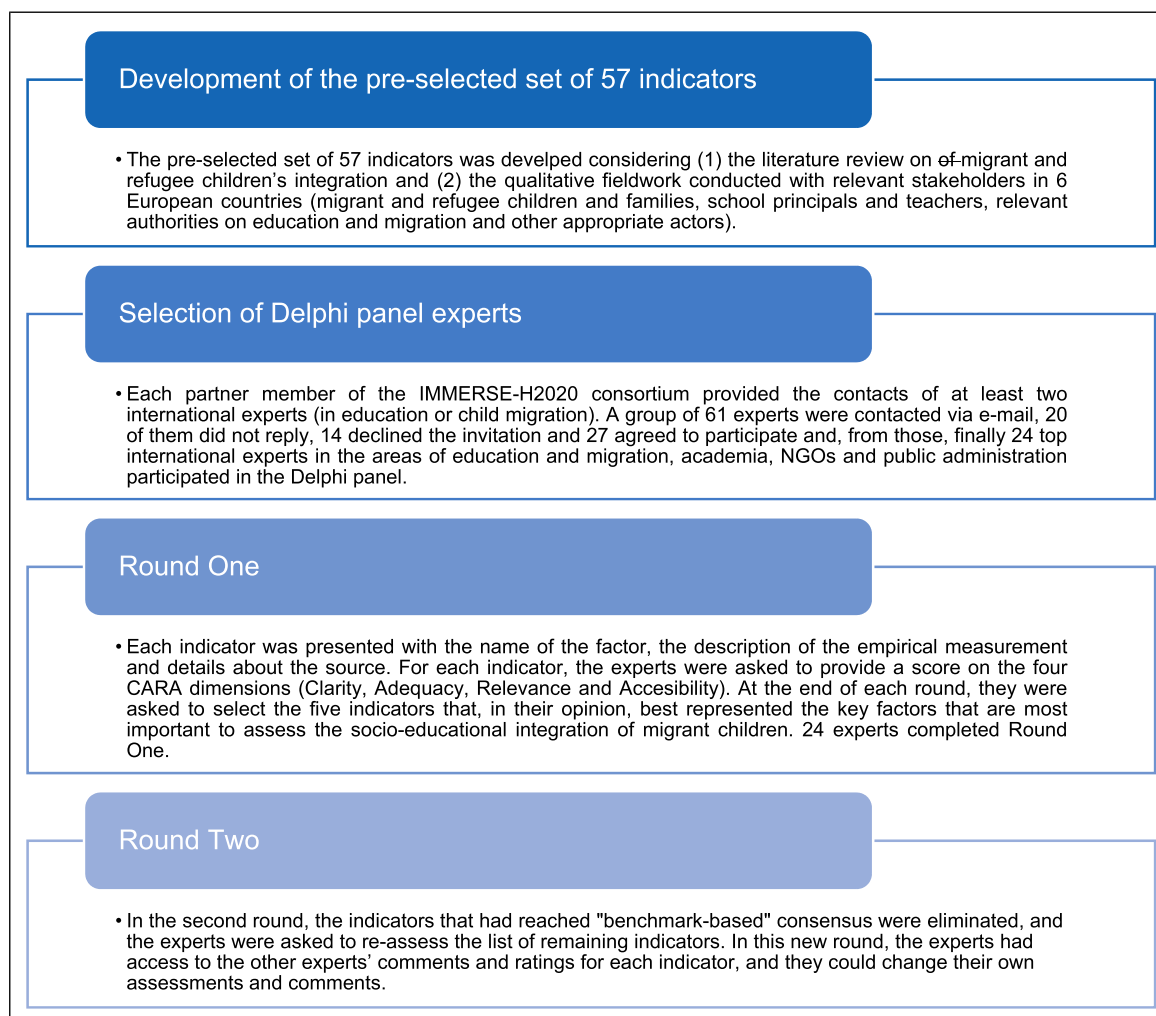 Development of the pre-selected set of 57 indicators
• The pre-selected set of 57 indicators was develped considering (1) the literature review on of migrant and
refugee children's integration and (2) the qualitative fieldwork conducted with relevant stakeholders in 6
European countries (migrant and refugee children and families, school principals and teachers, relevant
authorities on education and migration and other appropriate actors).
Selection of Delphi panel experts
• Each partner member of the IMMERSE-H2020 consortium provided the contacts of at least two
international experts (in education or child migration). A group of 61 experts were contacted via e-mail, 20
of them did not reply, 14 declined the invitation and 27 agreed to participate and, from those, finally 24 top
international experts in the areas of education and migration, academia, NGOs and public administration
participated in the Delphi panel.
Round One
• Each indicator was presented with the name of the factor, the description of the empirical measurement
and details about the source. For each indicator, the experts were asked to provide a score on the four
CARA dimensions (Clarity, Adequacy, Relevance and Accesibility). At the end of each round, they were
asked to select the five indicators that, in their opinion, best represented the key factors that are most
important to assess the socio-educational integration of migrant children. 24 experts completed Round
One.
Round Two
• In the second round, the indicators that had reached "benchmark-based" consensus were eliminated, and
the experts were asked to re-assess the list of remaining indicators. In this new round, the experts had
access to the other experts' comments and ratings for each indicator, and they could change their own
assessments and comments.